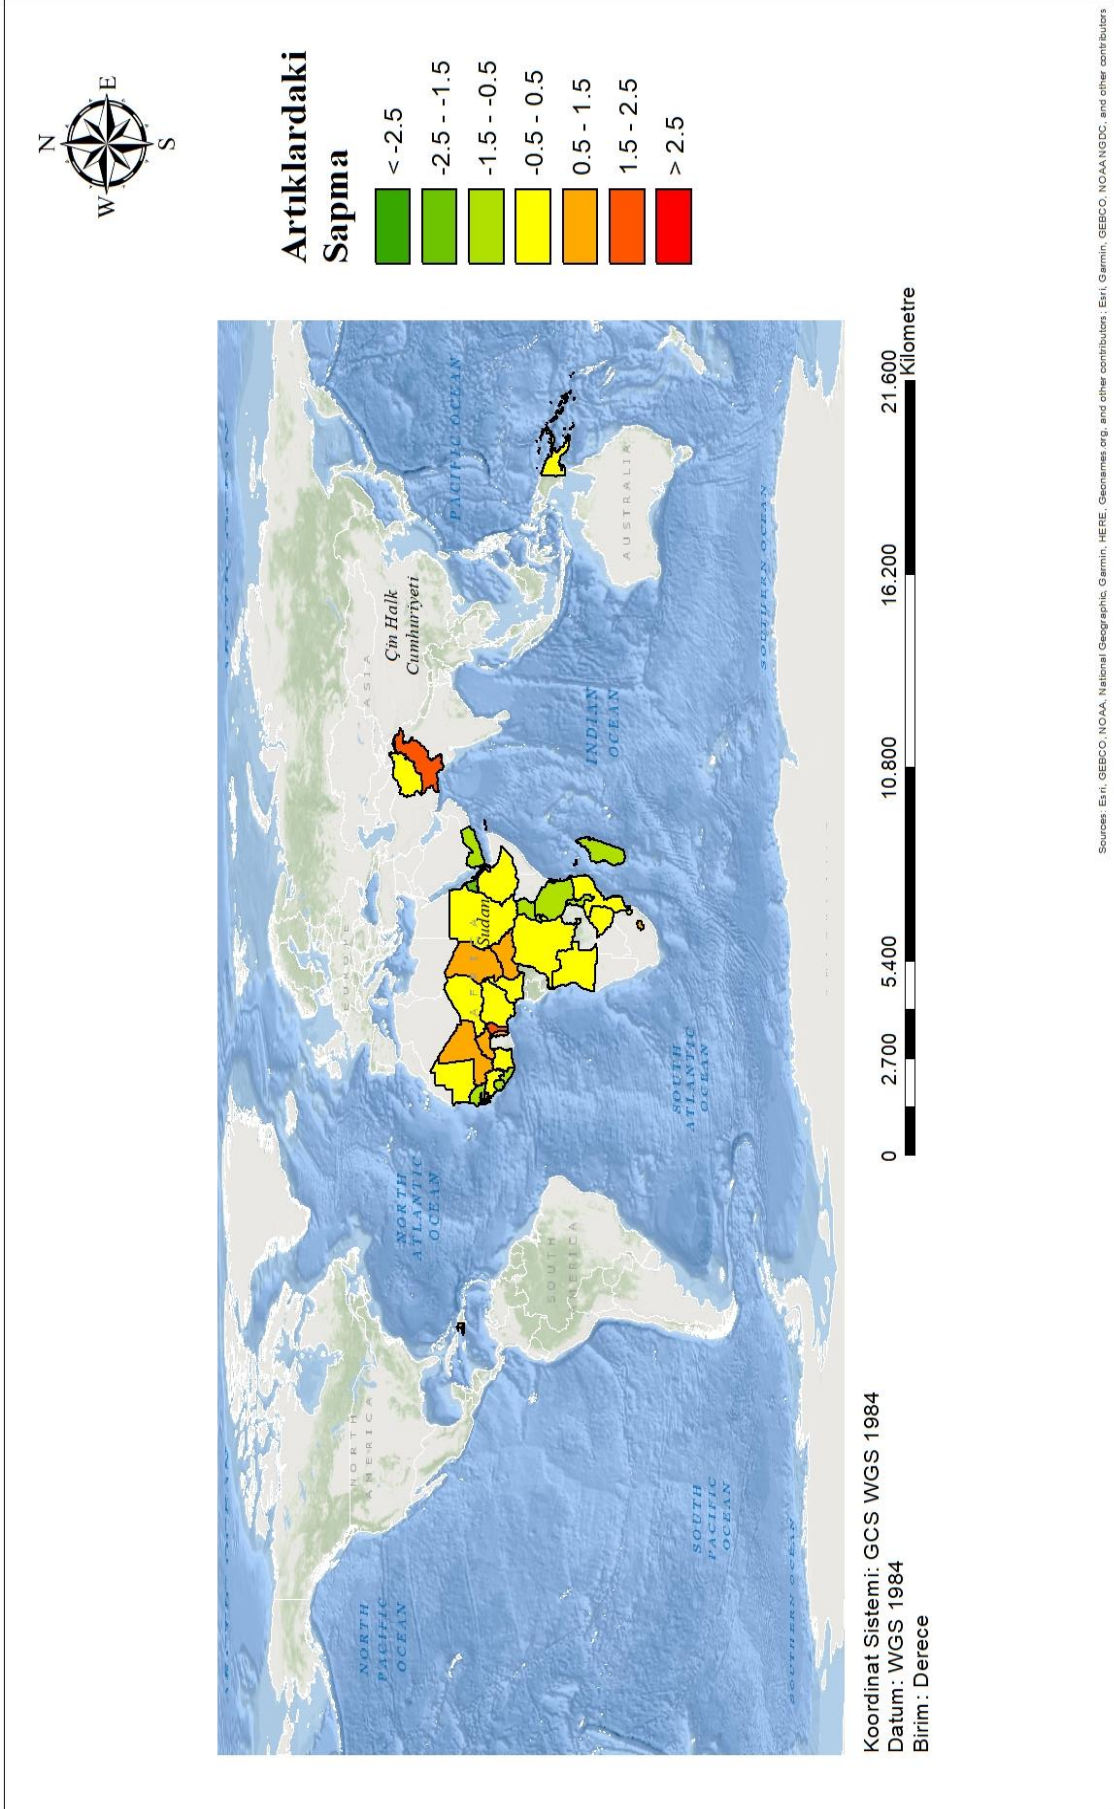 N
W
E
S
Artıklardaki
Sapma
< -2.5
-2.5 - -1.5
-1.5 - -0.5
-0.5 - 0.5
0.5 - 1.5
1.5 - 2.5
> 2.5
NORTH
PACIFIC
OCEAN
NORTH
AMERICA
NORTH
ATLANTIC
OCEAN
EUROPE
ASIA
Çin Halk
Cumhuriyeti
PACIFIC OCEAN
Sudan
SOUTH
AMERICA
SOUTH
PACIFIC
OCEAN
SOUTH
ATLANTIC
OCEAN
INDIAN
OCEAN
AUSTRALIA
SOUTHERN OCEAN
SOUTHERN OCEAN
Koordinat Sistemi: GCS WGS 1984
Datum: WGS 1984
Birim: Derece
0 2.700 5.400 10.800 16.200 21.600
Kilometre
Sources: Esri, GEBCO, NOAA, National Geographic, Garmin, HERE, Geonames.org, and other contributors; Esri, Garmin, GEBCO, NOAA NGDC, and other contributors